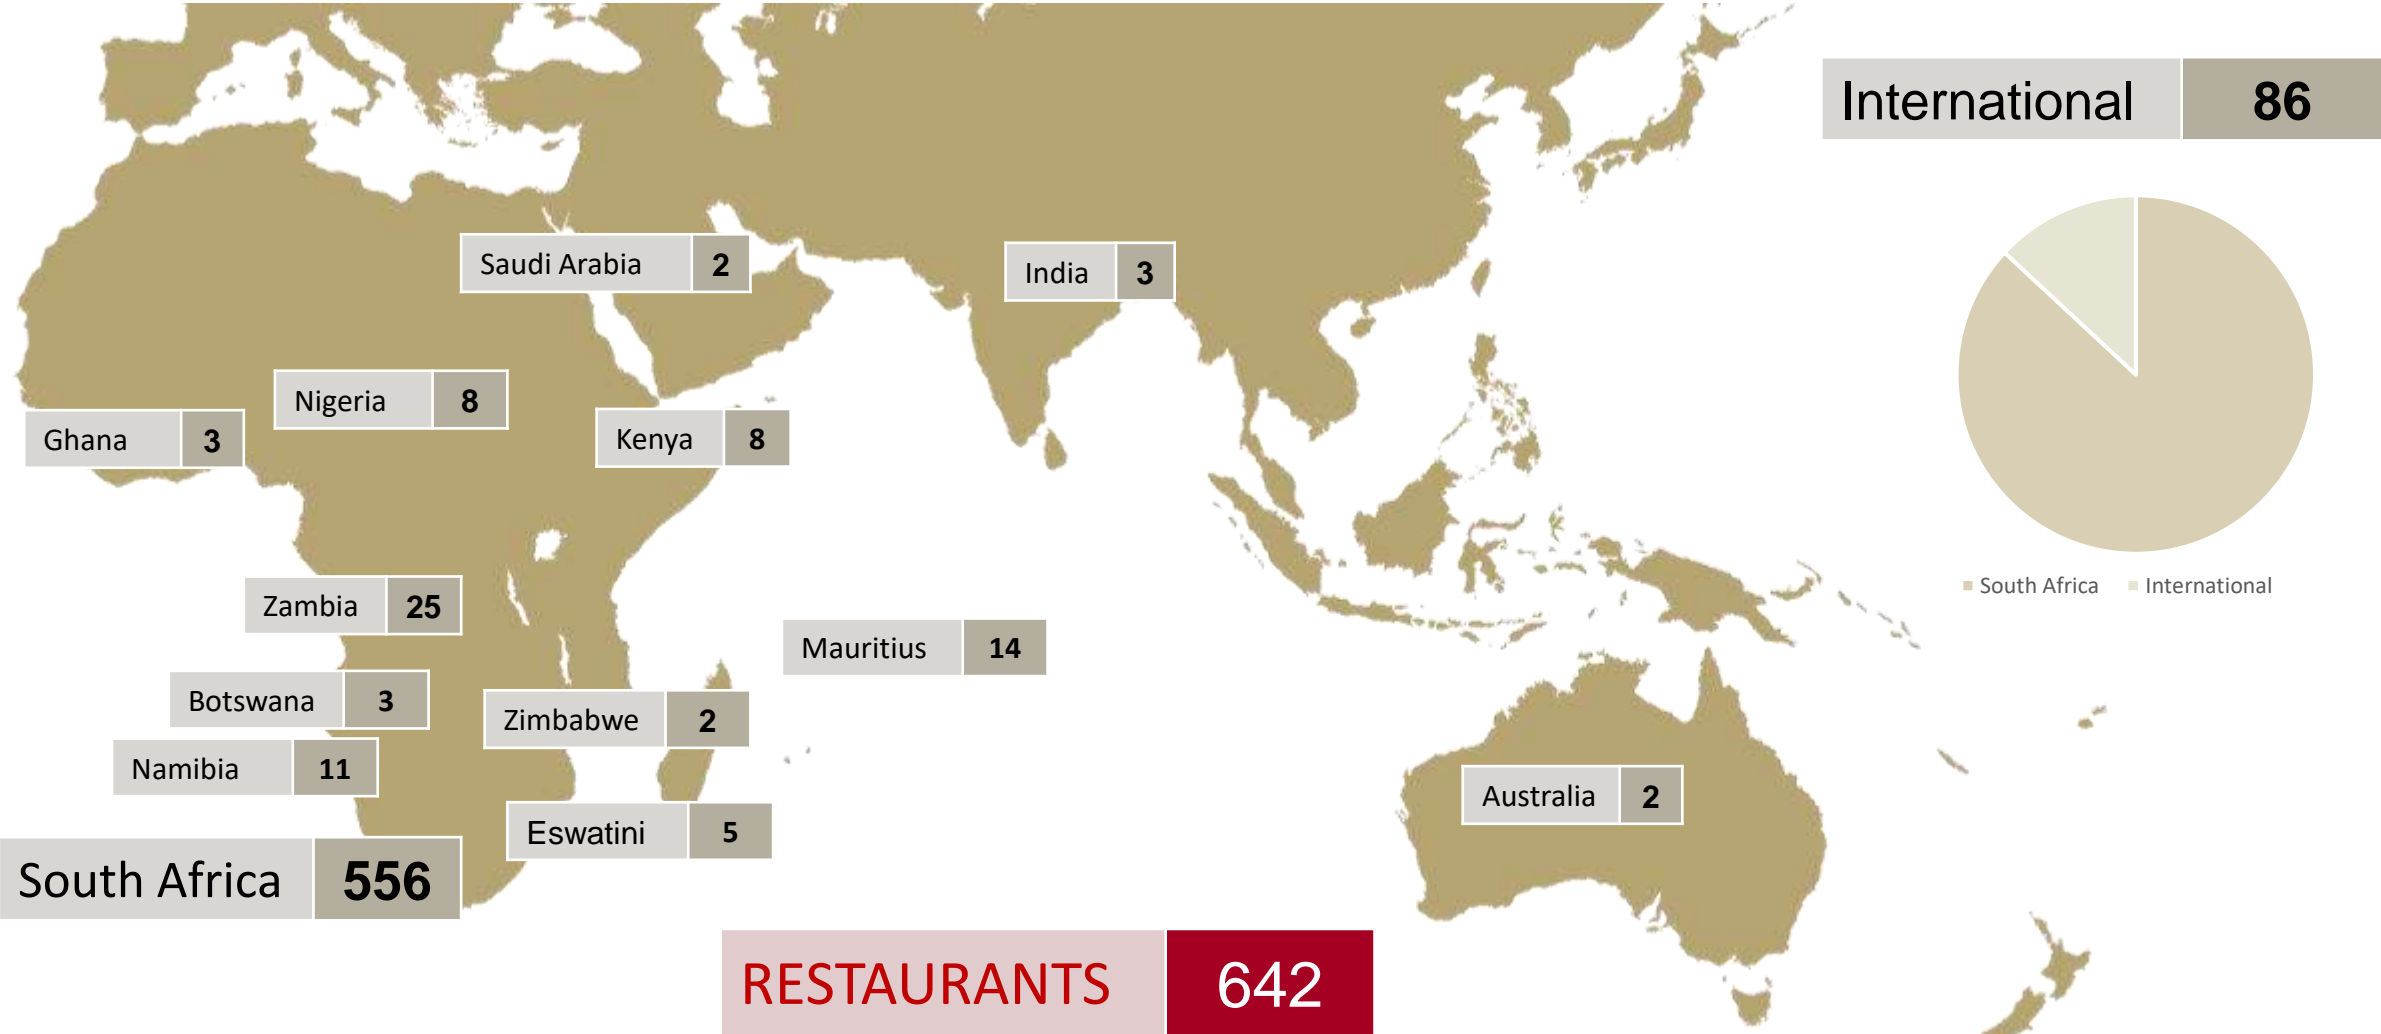 International 86
Saudi Arabia 2
India 3
Nigeria 8
Ghana 3
Kenya 8
South Africa International
Zambia 25
Mauritius 14
Botswana 3
Zimbabwe 2
Namibia 11
Australia 2
Eswatini 5
South Africa 556
RESTAURANTS 642